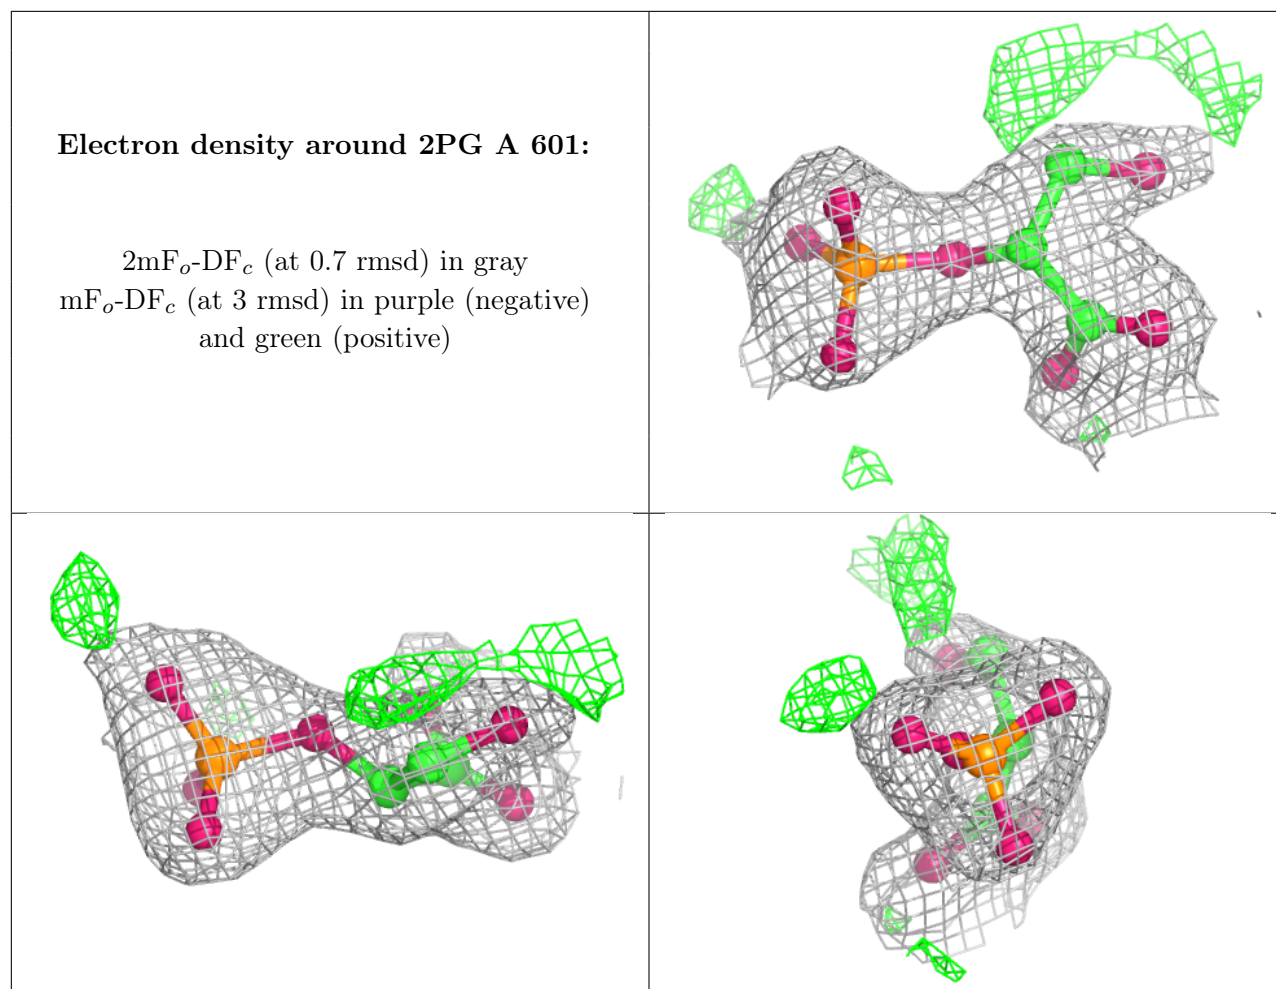 Electron density around 2PG A 601:
2mFo-DFc (at 0.7 rmsd) in gray
mFo-DFc (at 3 rmsd) in purple (negative)
and green (positive)